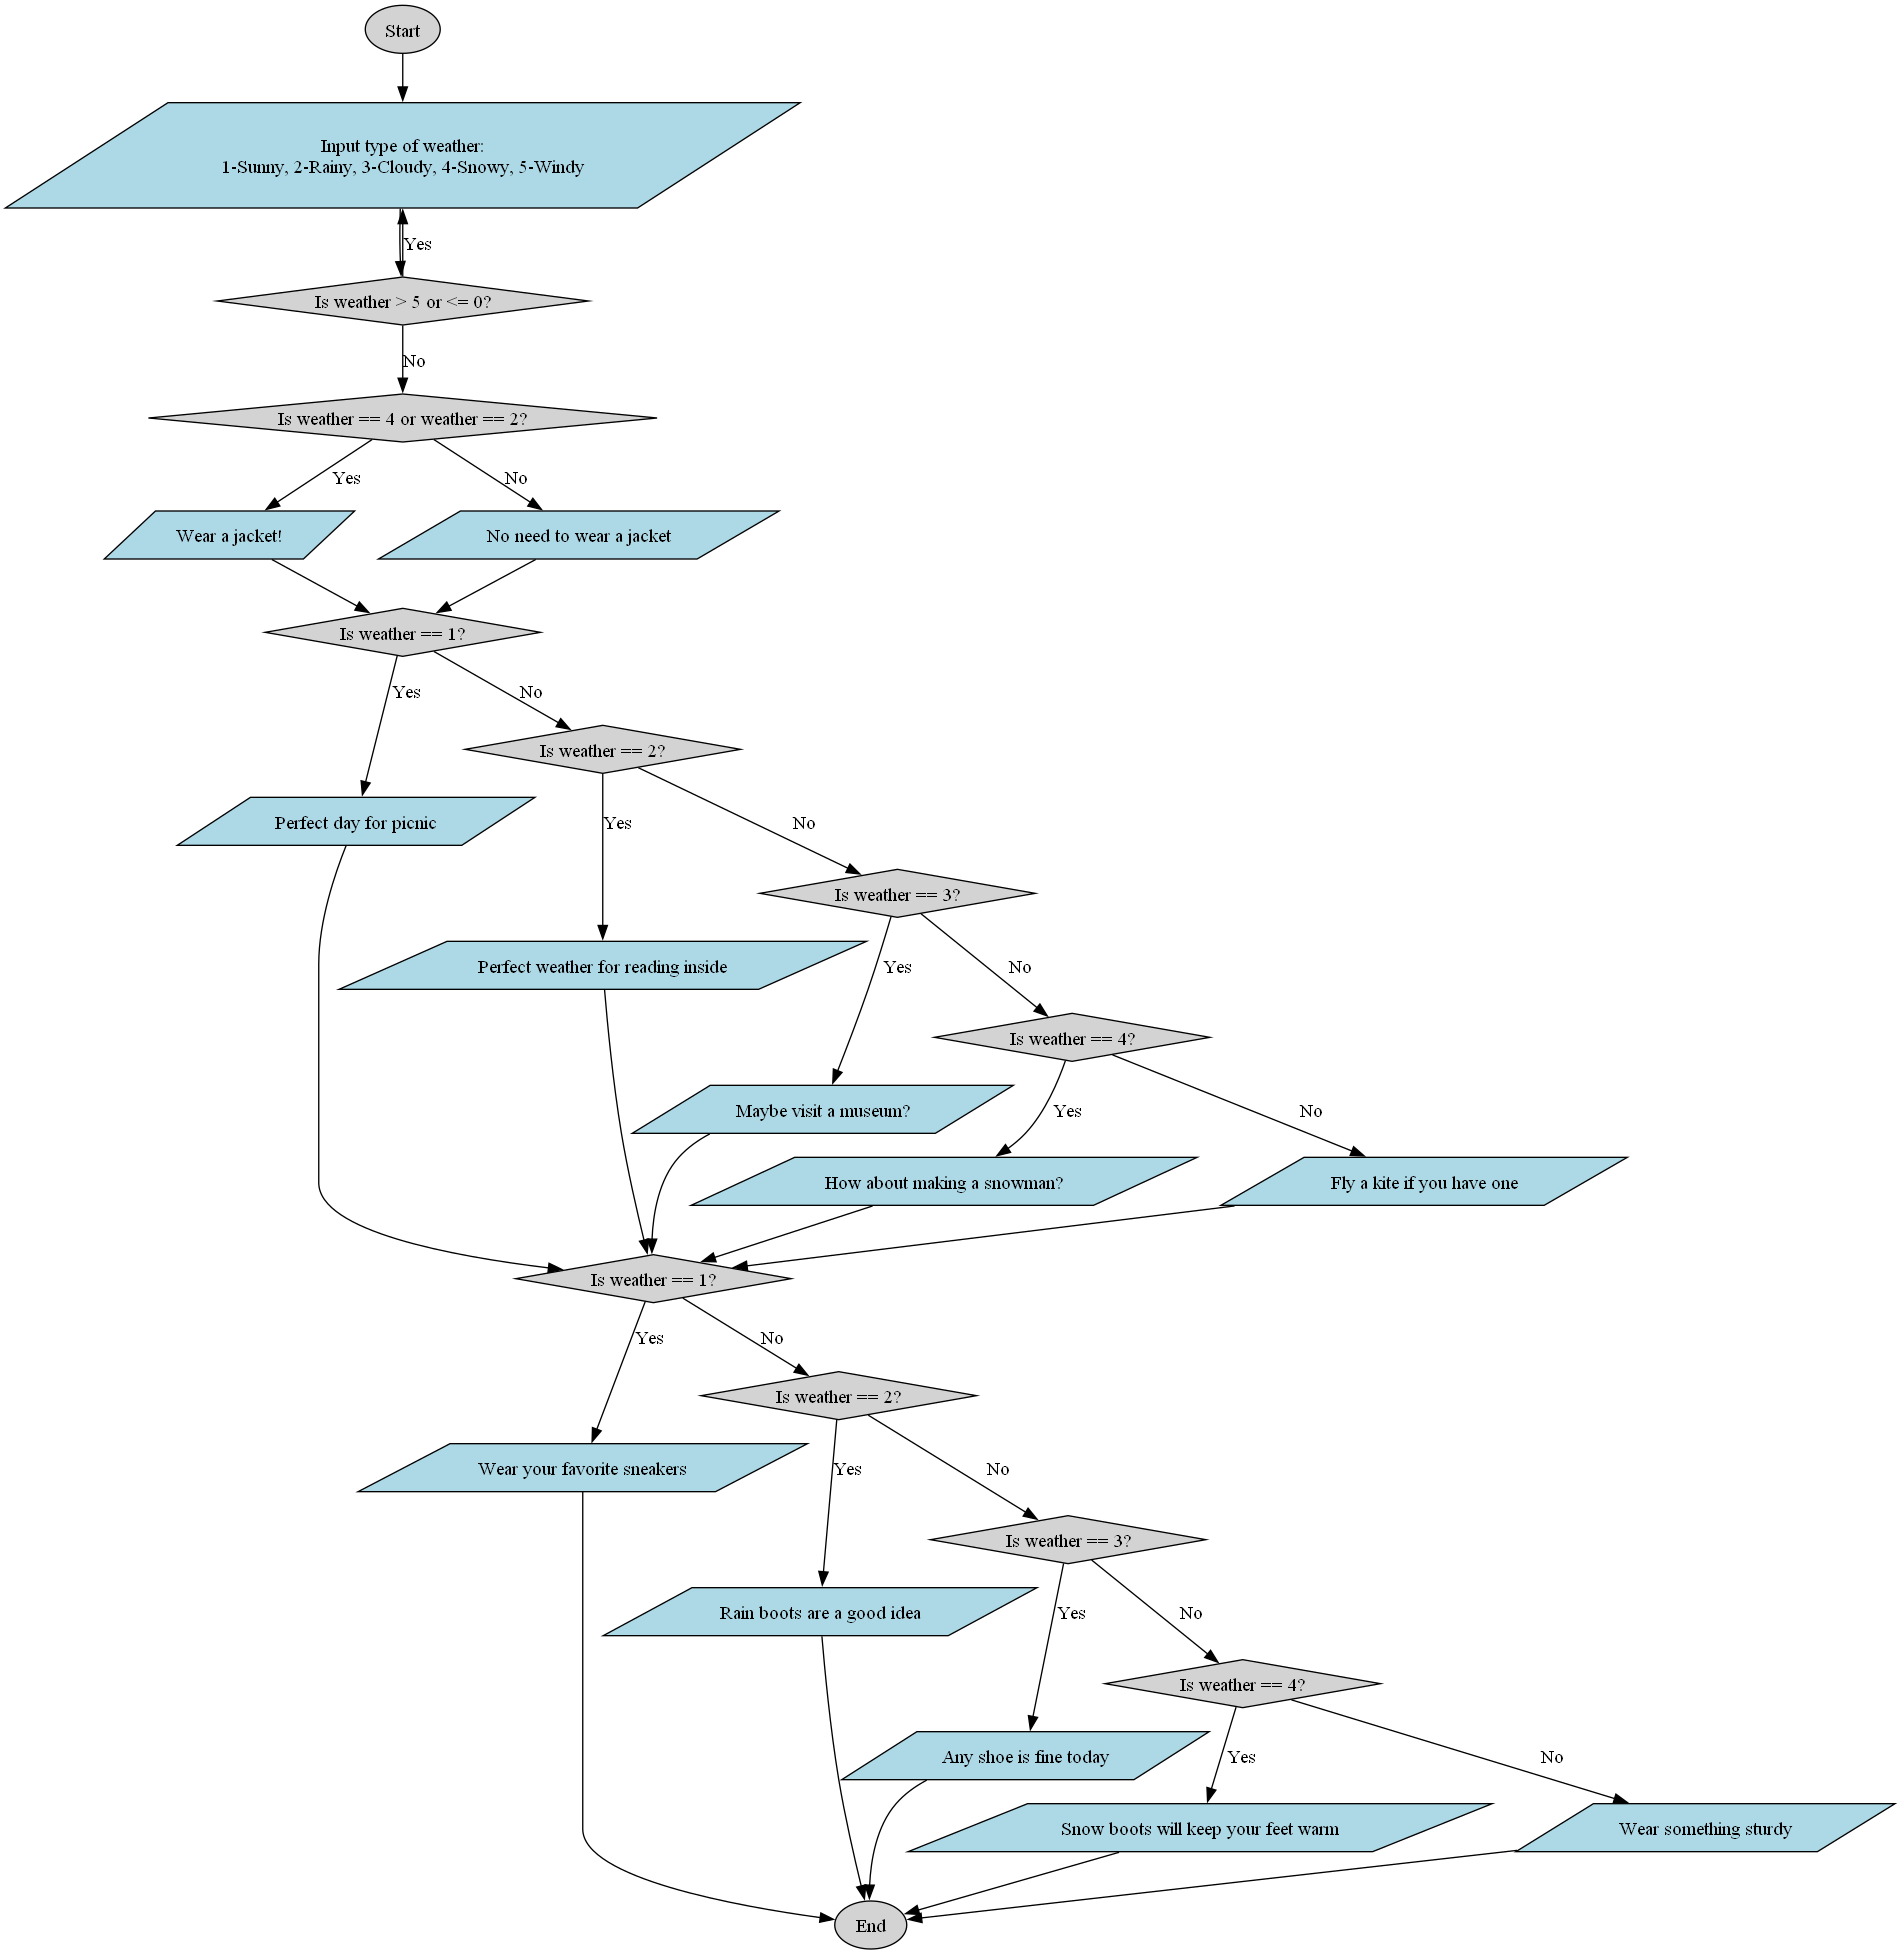 Start
Input type of weather:
1-Sunny, 2-Rainy, 3-Cloudy, 4-Snowy, 5-Windy
Yes
Is weather > 5 or <= 0?
No
Is weather == 4 or weather == 2?
Yes
No
Wear a jacket!
No need to wear a jacket
Is weather == 1?
Yes
No
Is weather == 2?
Perfect day for picnic
Yes
No
Is weather == 3?
Perfect weather for reading inside
Yes
No
Is weather == 4?
Maybe visit a museum?
Yes
No
How about making a snowman?
Fly a kite if you have one
Is weather == 1?
Yes
No
Is weather == 2?
Wear your favorite sneakers
Yes
No
Is weather == 3?
Rain boots are a good idea
Yes
No
Is weather == 4?
Any shoe is fine today
Yes
No
Snow boots will keep your feet warm
Wear something sturdy
End